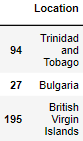 Location
Trinidad
94 and
Tobago
27 Bulgaria
British
195 Virgin
Islands